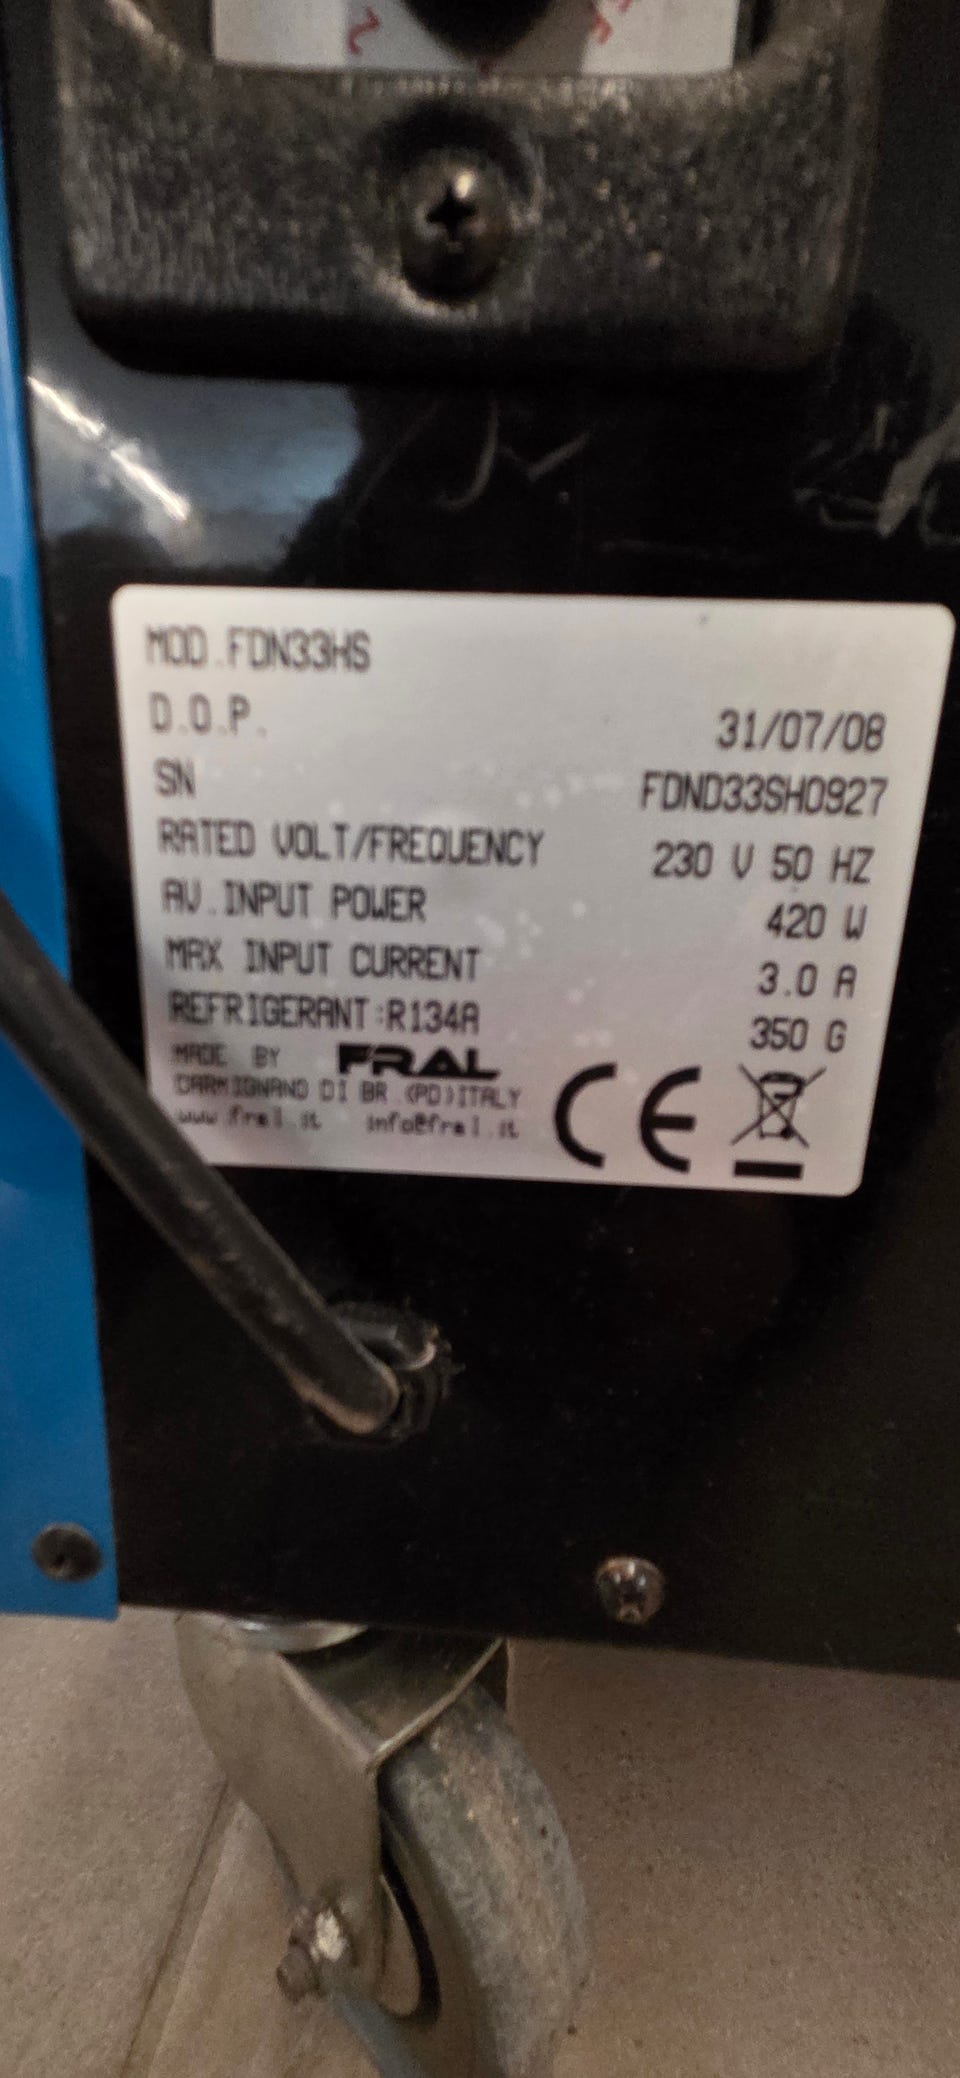 MOD.FDN33HS
D.O.P. 31/07/08
SN FDND33SH0927
RATED VOLT/FREQUENCY 230 V 50 HZ
AV.INPUT POWER 420 W
MAX INPUT CURRENT 3.0 A
REFRIGERANT:R134A 350 G
MADE BY FRAL
CARMIGNANO DI BR.(PD)ITALY
www.fral.it info@fral.it
CE